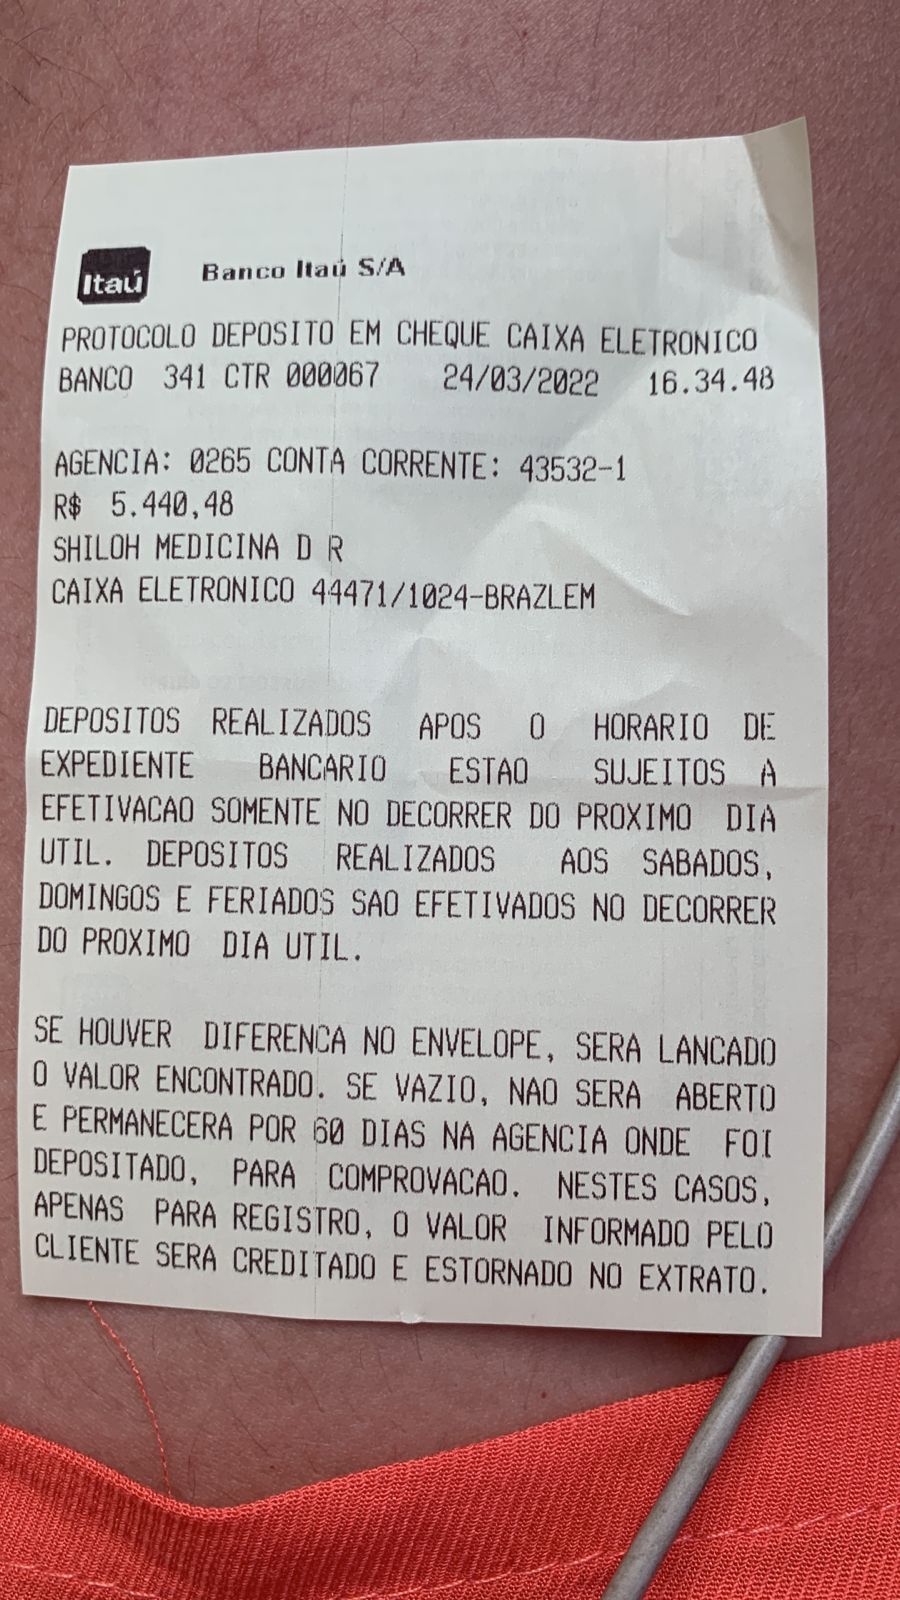 Itaú Banco Itaú S/A
PROTOCOLO DEPOSITO EM CHEQUE CAIXA ELETRONICO
BANCO 341 CTR 000067 24/03/2022 16.34.48
AGENCIA: 0265 CONTA CORRENTE: 43532-1
R$ 5.440,48
SHILOH MEDICINA D R
CAIXA ELETRONICO 44471/1024-BRAZLEM
DEPOSITOS REALIZADOS APOS O HORARIO DE
EXPEDIENTE BANCARIO ESTAO SUJEITOS A
EFETIVACAO SOMENTE NO DECORRER DO PROXIMO DIA
UTIL. DEPOSITOS REALIZADOS AOS SABADOS,
DOMINGOS E FERIADOS SAO EFETIVADOS NO DECORRER
DO PROXIMO DIA UTIL.
SE HOUVER DIFERENCA NO ENVELOPE, SERA LANCADO
O VALOR ENCONTRADO. SE VAZIO, NAO SERA ABERTO
E PERMANECERA POR 60 DIAS NA AGENCIA ONDE FOI
DEPOSITADO, PARA COMPROVACAO. NESTES CASOS,
APENAS PARA REGISTRO, O VALOR INFORMADO PELO
CLIENTE SERA CREDITADO E ESTORNADO NO EXTRATO.